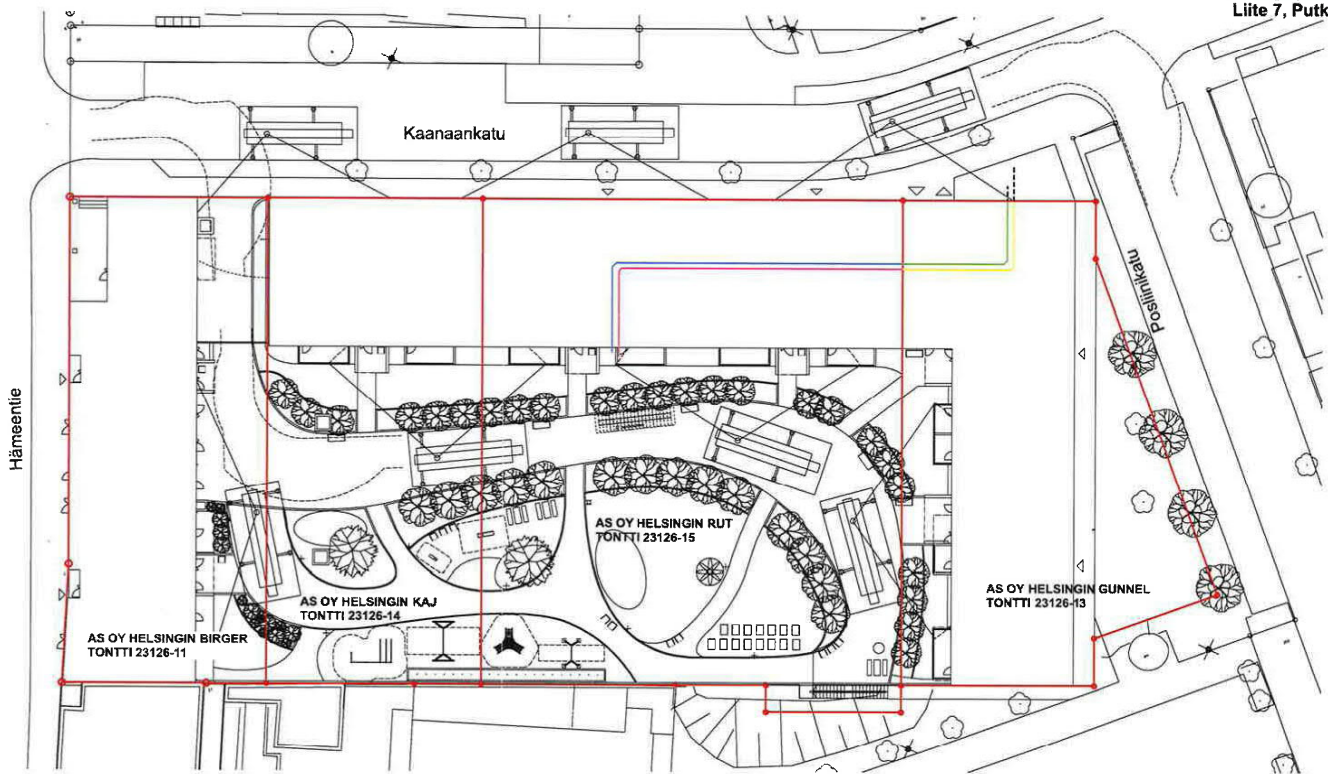 Liite 7, Putk
Kaanaankatu
Posliinikatu
Hämeentie
AS OY HELSINGIN RUT
TONTTI 23126-15
AS OY HELSINGIN GUNNEL
TONTTI 23126-13
AS OY HELSINGIN KAJ
TONTTI 23126-14
AS OY HELSINGIN BIRGER
TONTTI 23126-11